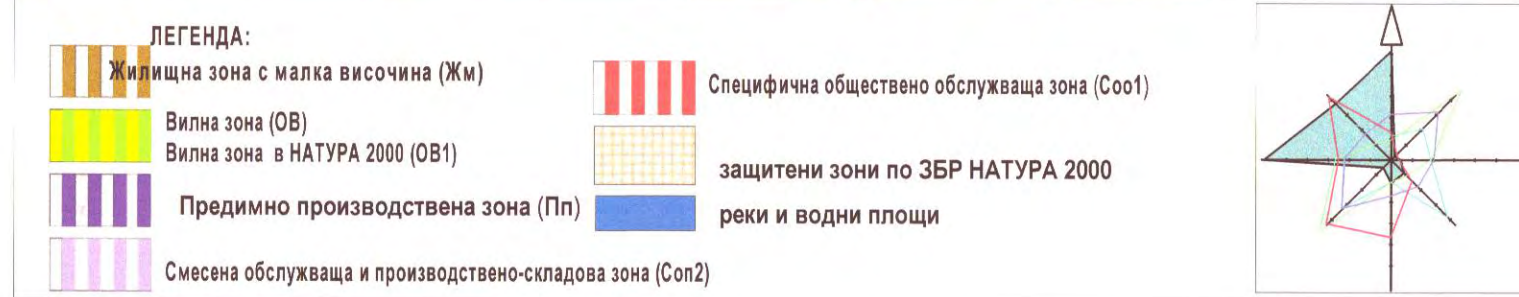 ЛЕГЕНДА:
Жилищна зона с малка височина (Жм)
Вилна зона (ОВ)
Вилна зона в НАТУРА 2000 (ОВ1)
Предимно производствена зона (Пп)
Смесена обслужваща и производствено-складова зона (Соп2)
Специфична обществено обслужваща зона (Соо1)
защитени зони по ЗБР НАТУРА 2000
реки и водни площи